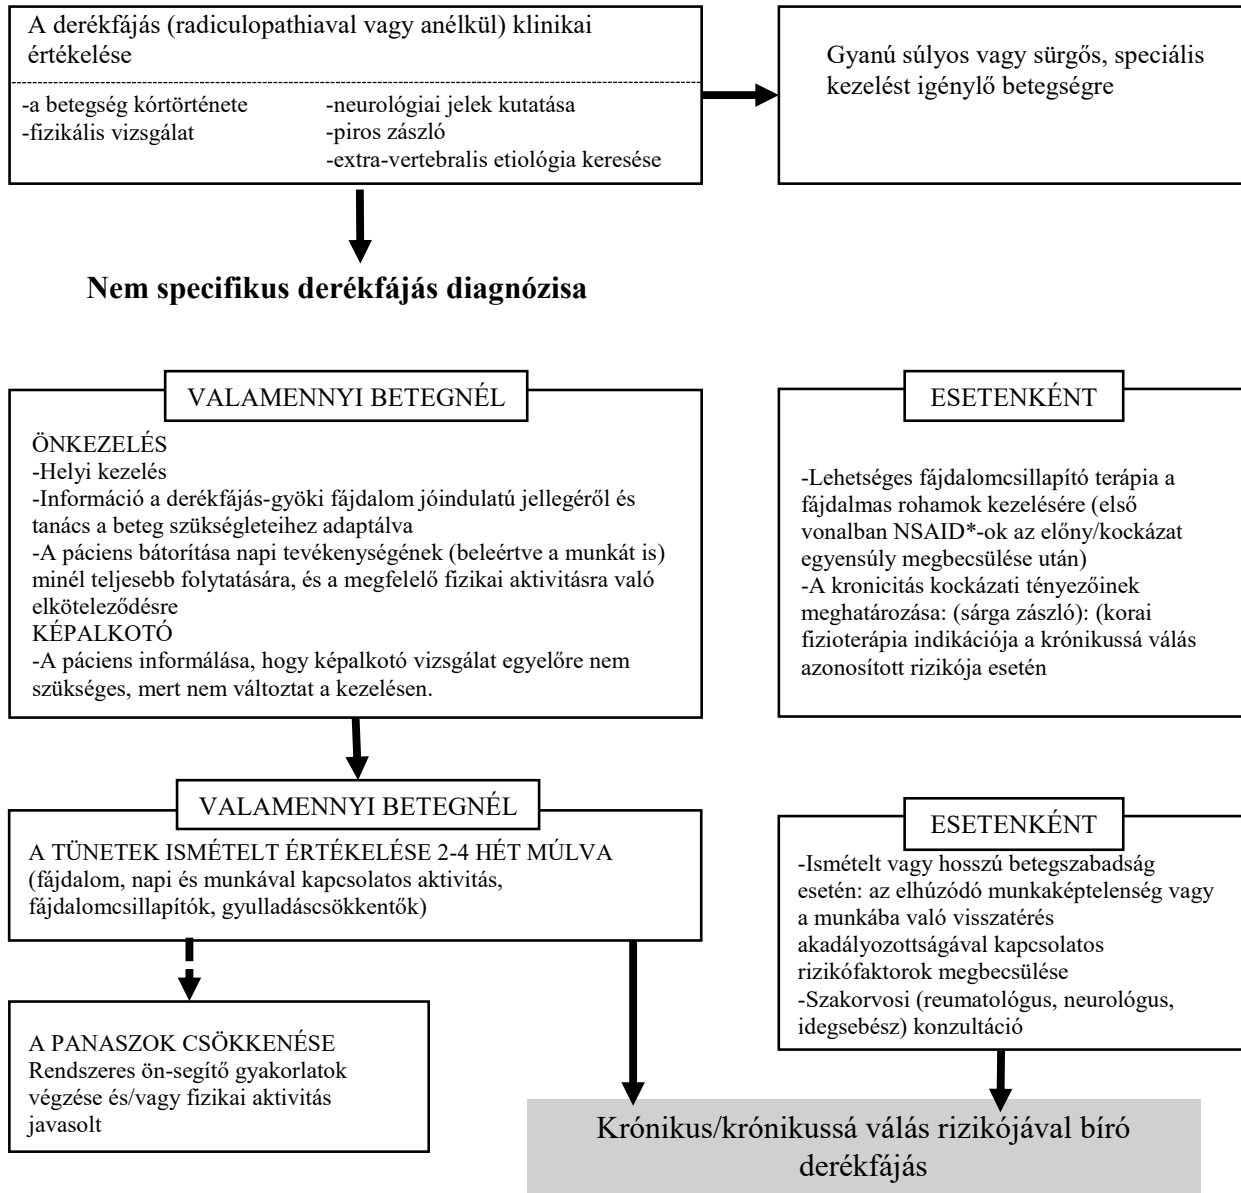 A derékfájás (radiculopathiaval vagy anélkül) klinikai
értékelése
-a betegség kórtörténete
-fizikális vizsgálat
-neurológiai jelek kutatása
-piros zászló
-extra-vertebralis etiológia keresése
Gyanú súlyos vagy sürgős, speciális
kezelést igénylő betegségre
Nem specifikus derékfájás diagnózisa
VALAMENNYI BETEGNÉL
ÖNKEZELÉS
-Helyi kezelés
-Információ a derékfájás-gyöki fájdalom jóindulatú jellegéről és
tanács a beteg szükségleteihez adaptálva
-A páciens bátorítása napi tevékenységének (beleértve a munkát is)
minél teljesebb folytatására, és a megfelelő fizikai aktivitásra való
elköteleződésre
KÉPALKOTÓ
-A páciens informálása, hogy képalkotó vizsgálat egyelőre nem
szükséges, mert nem változtat a kezelésen.
ESETENKÉNT
-Lehetséges fájdalomcsillapító terápia a
fájdalmas rohamok kezelésére (első
vonalban NSAID*-ok az előny/kockázat
egyensúly megbecsülése után)
-A kronicitás kockázati tényezőinek
meghatározása: (sárga zászló): (korai
fizioterápia indikációja a krónikussá válás
azonosított rizikója esetén
VALAMENNYI BETEGNÉL
A TÜNETEK ISMÉTELT ÉRTÉKELÉSE 2-4 HÉT MÚLVA
(fájdalom, napi és munkával kapcsolatos aktivitás,
fájdalomcsillapítók, gyulladáscsökkentők)
ESETENKÉNT
-Ismételt vagy hosszú betegszabadság
esetén: az elhúzódó munkaképtelenség vagy
a munkába való visszatérés
akadályozottságával kapcsolatos
rizikófaktorok megbecsülése
-Szakorvosi (reumatológus, neurológus,
idegsebész) konzultáció
A PANASZOK CSÖKKENÉSE
Rendszeres ön-segítő gyakorlatok
végzése és/vagy fizikai aktivitás
javasolt
Krónikus/krónikussá válás rizikójával bíró
derékfájás